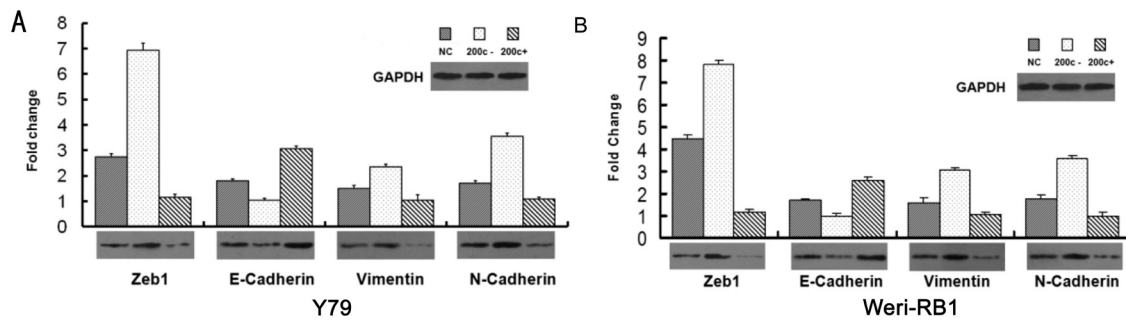 A
8
7
6
5
4
3
2
1
0
Fold change
NC 200c - 200c+
GAPDH
Zeb1 E-Cadherin Vimentin N-Cadherin
Y79
B
9
8
7
6
5
4
3
2
1
0
Fold Change
NC 200c - 200c+
GAPDH
Zeb1 E-Cadherin Vimentin N-Cadherin
Weri-RB1